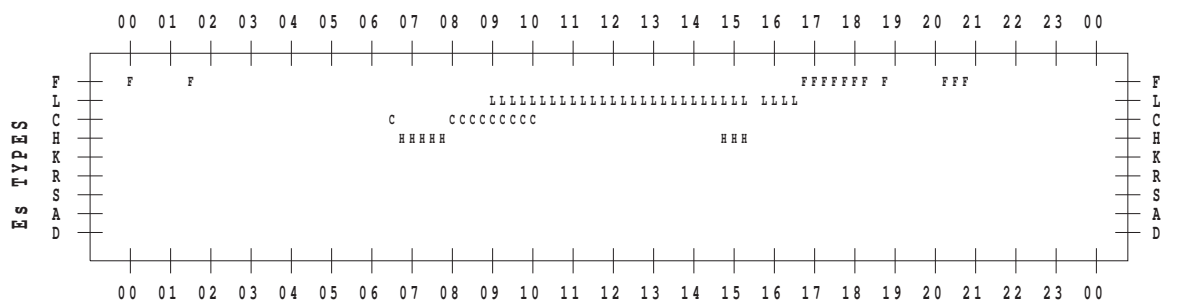 00 01 02 03 04 05 06 07 08 09 10 11 12 13 14 15 16 17 18 19 20 21 22 23 00
F F F FFFFFFF F FFF F
L LLLLLLLLLLLLLLLLLLLLLLLLLL LLLL L
C C CCCCCCCCC C
H HHHHH HHH H
K K
R R
S S
A A
D D
Es TYPES
00 01 02 03 04 05 06 07 08 09 10 11 12 13 14 15 16 17 18 19 20 21 22 23 00